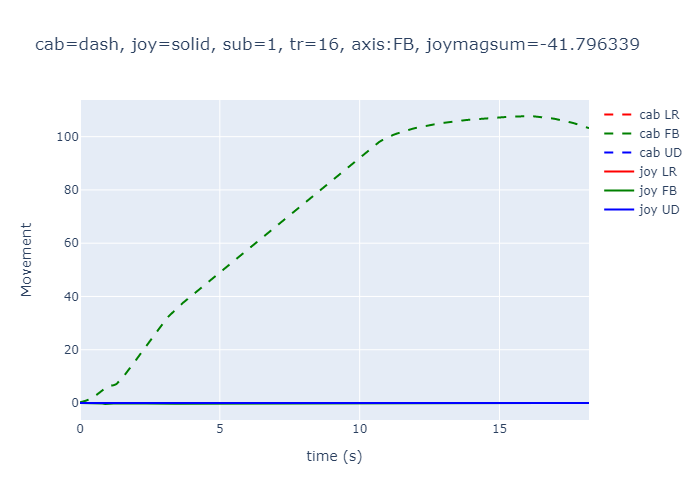 cab=dash, joy=solid, sub=1, tr=16, axis:FB, joymagsum=-41.796339
cab LR
cab FB
cab UD
joy LR
joy FB
joy UD
Movement
100
80
60
40
20
0
0 5 10 15
time (s)